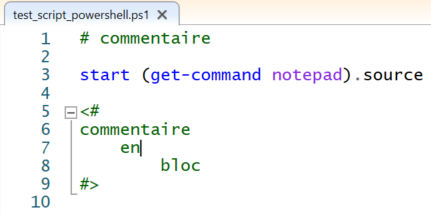 test_script_powershell.ps1 X
1 # commentaire
2
3 start (get-command notepad).source
4
5 <#
6 commentaire
7     en
8         bloc
9 #>
10